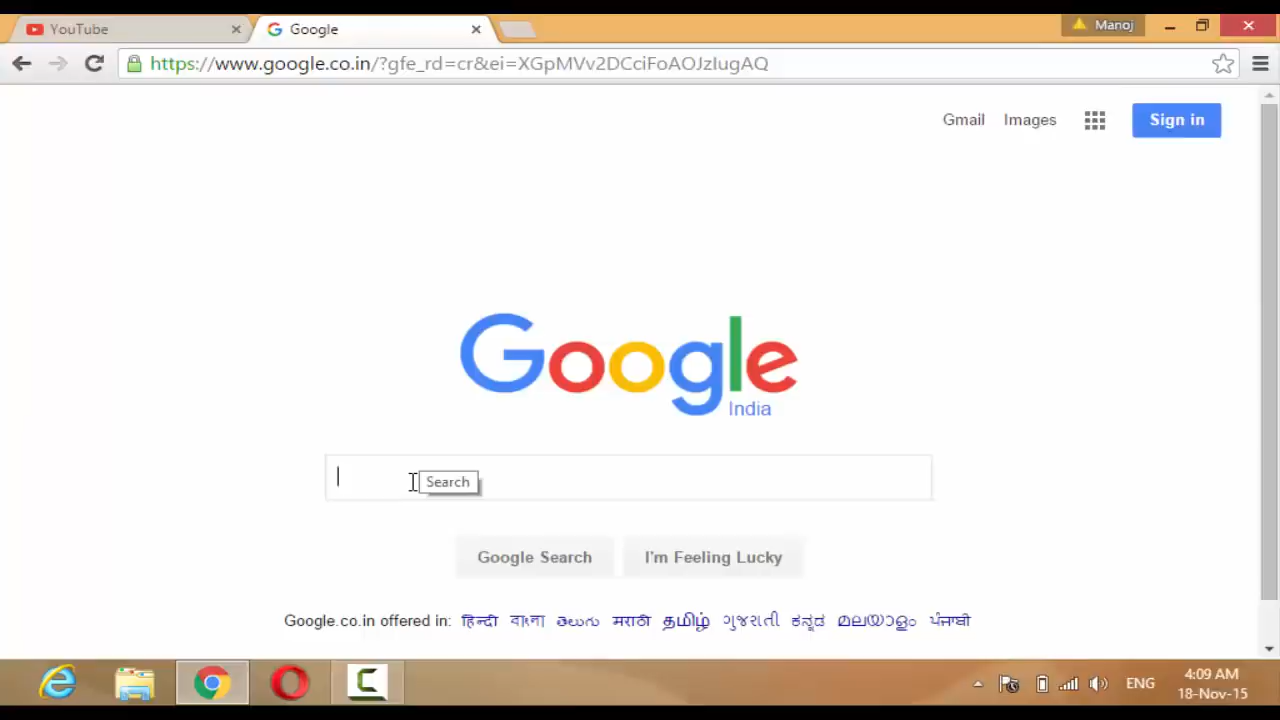 YouTube
Google
Manoj
https://www.google.co.in/?gfe_rd=cr&ei=XGpMVv2DCciFoAOJzIugAQ
Gmail Images Sign in
Google
India
Search
Google Search I'm Feeling Lucky
Google.co.in offered in: हिन्दी বাংলা తెలుగు मराठी தமிழ் ગુજરાતી ಕನ್ನಡ മലയാളം ਪੰਜਾਬੀ
ENG
4:09 AM
18-Nov-15